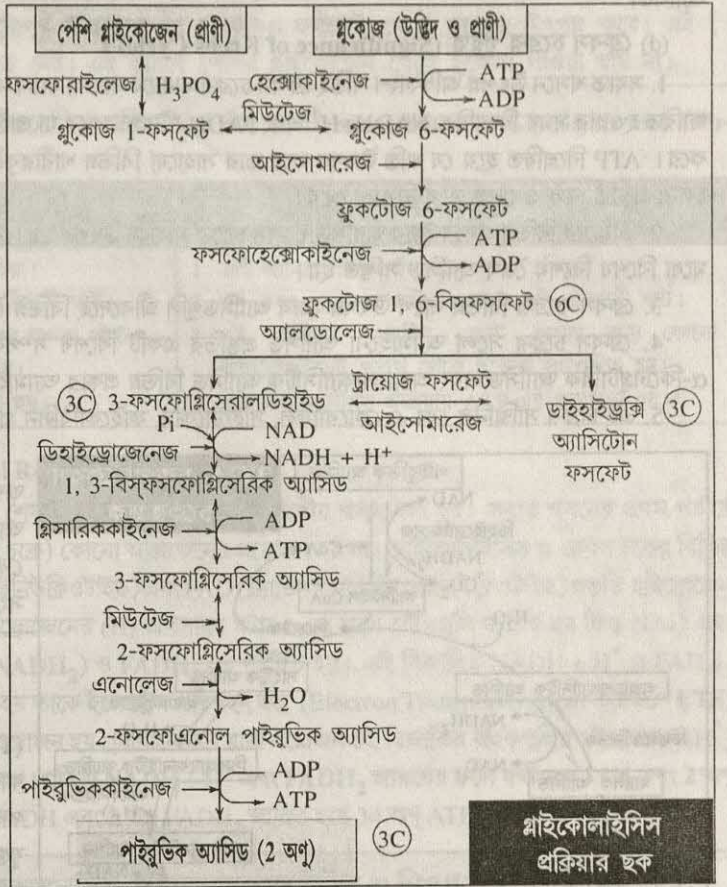 পেশি গ্লাইকোজেন (প্রাণী)
গ্লুকোজ (উদ্ভিদ ও প্রাণী)
ফসফোরাইলেজ H₃PO₄
হেক্সোকাইনেজ
ATP
ADP
গ্লুকোজ 1-ফসফেট
মিউটেজ
গ্লুকোজ 6-ফসফেট
আইসোমারেজ
ফ্রুকটোজ 6-ফসফেট
ফসফোহেক্সোকাইনেজ
ATP
ADP
ফ্রুকটোজ 1, 6-বিসফসফেট 6C
অ্যালডোলেজ
3C 3-ফসফোগ্লিসেরালডিহাইড
ট্রায়োজ ফসফেট
আইসোমারেজ
ডাইহাইড্রক্সি 3C
অ্যাসিটোন
ফসফেট
Pi
NAD
ডিহাইড্রোজেনেজ
NADH + H⁺
1, 3-বিস্ফসফোগ্লিসেরিক অ্যাসিড
গ্লিসারিককাইনেজ
ADP
ATP
3-ফসফোগ্লিসেরিক অ্যাসিড
মিউটেজ
2-ফসফোগ্লিসেরিক অ্যাসিড
এনোলেজ
H₂O
2-ফসফোএনোল পাইরুভিক অ্যাসিড
পাইরুভিককাইনেজ
ADP
ATP
পাইরুভিক অ্যাসিড (2 অণু) 3C
গ্লাইকোলাইসিস
প্রক্রিয়ার ছক